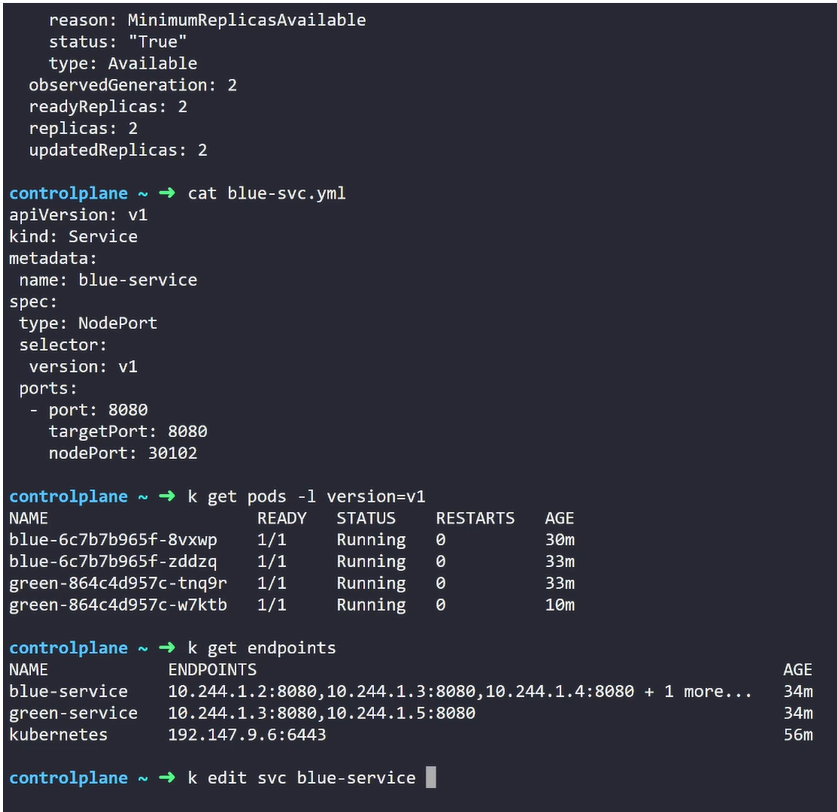 reason: MinimumReplicasAvailable
status: "True"
type: Available
observedGeneration: 2
readyReplicas: 2
replicas: 2
updatedReplicas: 2
controlplane ~ ➜ cat blue-svc.yml
apiVersion: v1
kind: Service
metadata:
 name: blue-service
spec:
 type: NodePort
 selector:
  version: v1
 ports:
  - port: 8080
    targetPort: 8080
    nodePort: 30102
controlplane ~ ➜ k get pods -l version=v1
NAME READY STATUS RESTARTS AGE
blue-6c7b7b965f-8vxwp 1/1 Running 0 30m
blue-6c7b7b965f-zddzq 1/1 Running 0 33m
green-864c4d957c-tnq9r 1/1 Running 0 33m
green-864c4d957c-w7ktb 1/1 Running 0 10m
controlplane ~ ➜ k get endpoints
NAME ENDPOINTS AGE
blue-service 10.244.1.2:8080,10.244.1.3:8080,10.244.1.4:8080 + 1 more... 34m
green-service 10.244.1.3:8080,10.244.1.5:8080 34m
kubernetes 192.147.9.6:6443 56m
controlplane ~ ➜ k edit svc blue-service